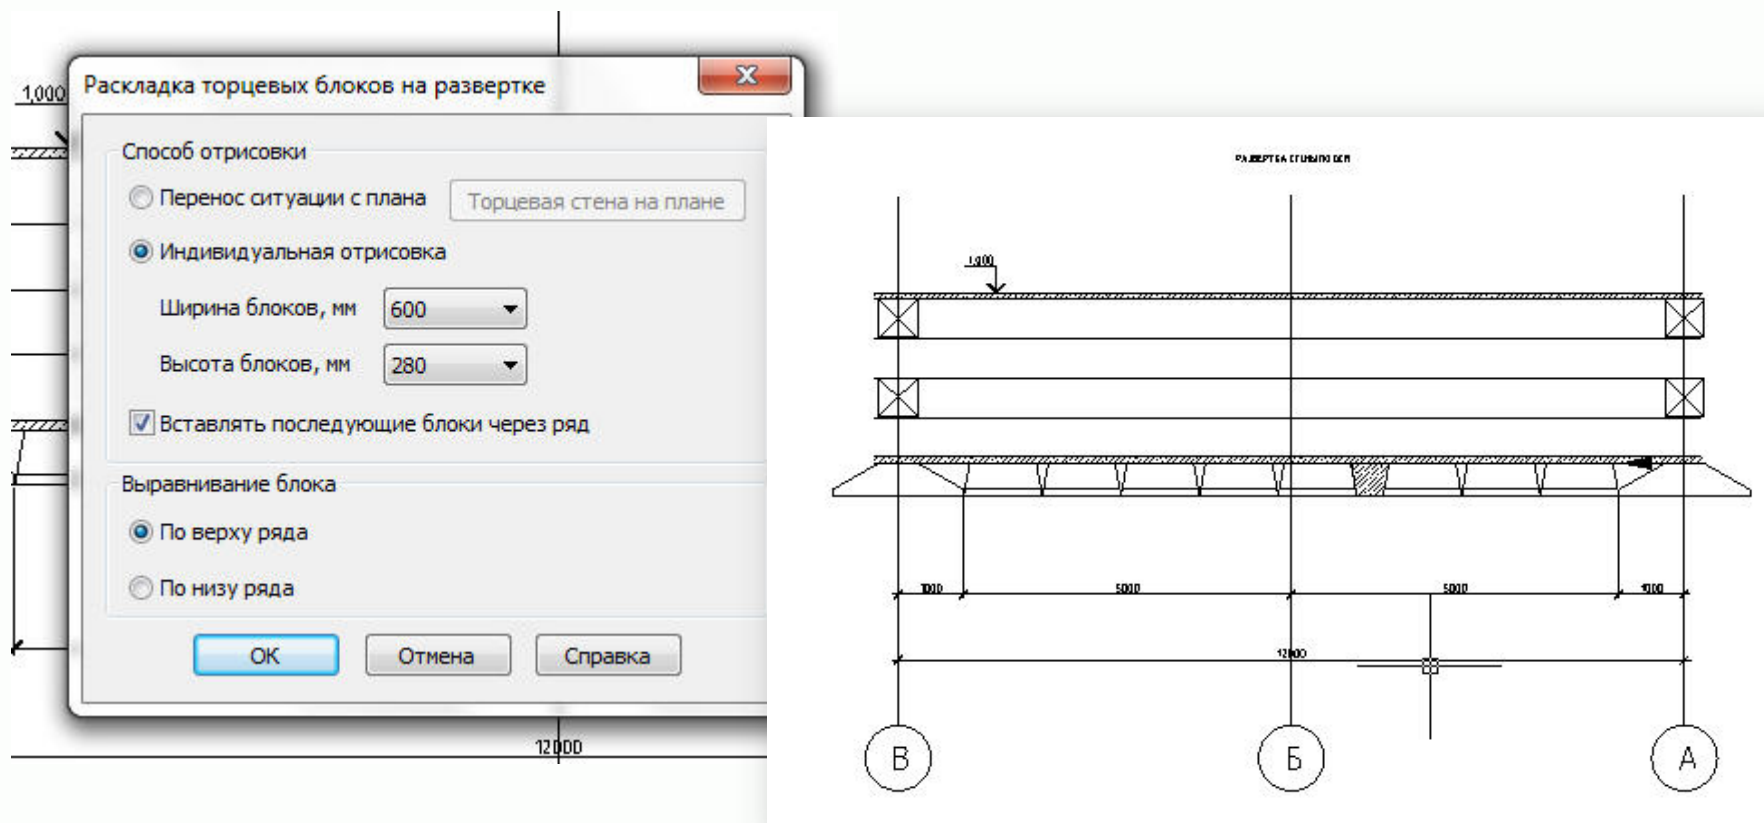 1,000
Раскладка торцевых блоков на развертке
Способ отрисовки
Перенос ситуации с плана
Торцевая стена на плане
Индивидуальная отрисовка
Ширина блоков, мм
600
Высота блоков, мм
280
Вставлять последующие блоки через ряд
Выравнивание блока
По верху ряда
По низу ряда
ОК
Отмена
Справка
12000
1,000
1000
5000
5000
1000
12000
В
Б
А